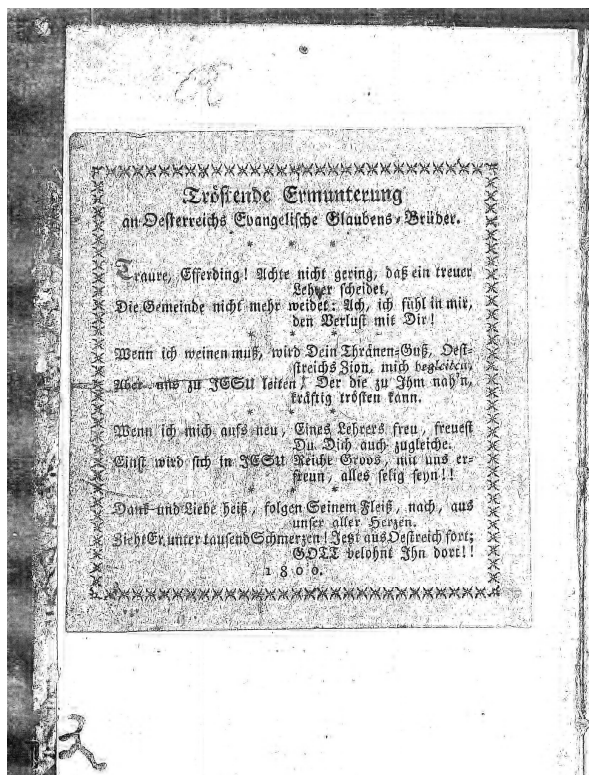 Tröstende Ermunterung
an Oesterreichs Evangelische Glaubens-Brüder.
* * *
Traure, Efferding! Achte nicht gering, daß ein treuer
Lehrer scheidet,
Die Gemeinde nicht mehr weidet: Ach, ich fühl in mir,
den Verlust mit Dir!
* * *
Wenn ich weinen muß, wird Dein Thränen-Guß, Oest-
streichs Zion, mich begleiten,
Aber uns zu JESU leiten! Der die zu Ihm nah'n,
kräftig trösten kann.
* * *
Wenn ich mich aufs neu, Eines Lehrers freu, freuest
Du Dich auch zugleiche.
Einst wird sich in JESU Reiche Groos, mit uns er-
freun, alles selig seyn!!
* * *
Dank und Liebe heiß, folgen Seinem Fleiß, nach, aus
unser aller Herzen.
Zieht Er, unter tausend Schmerzen! Jetzt aus Oestreich fort;
GOTT belohnt Ihn dort!!
1800.